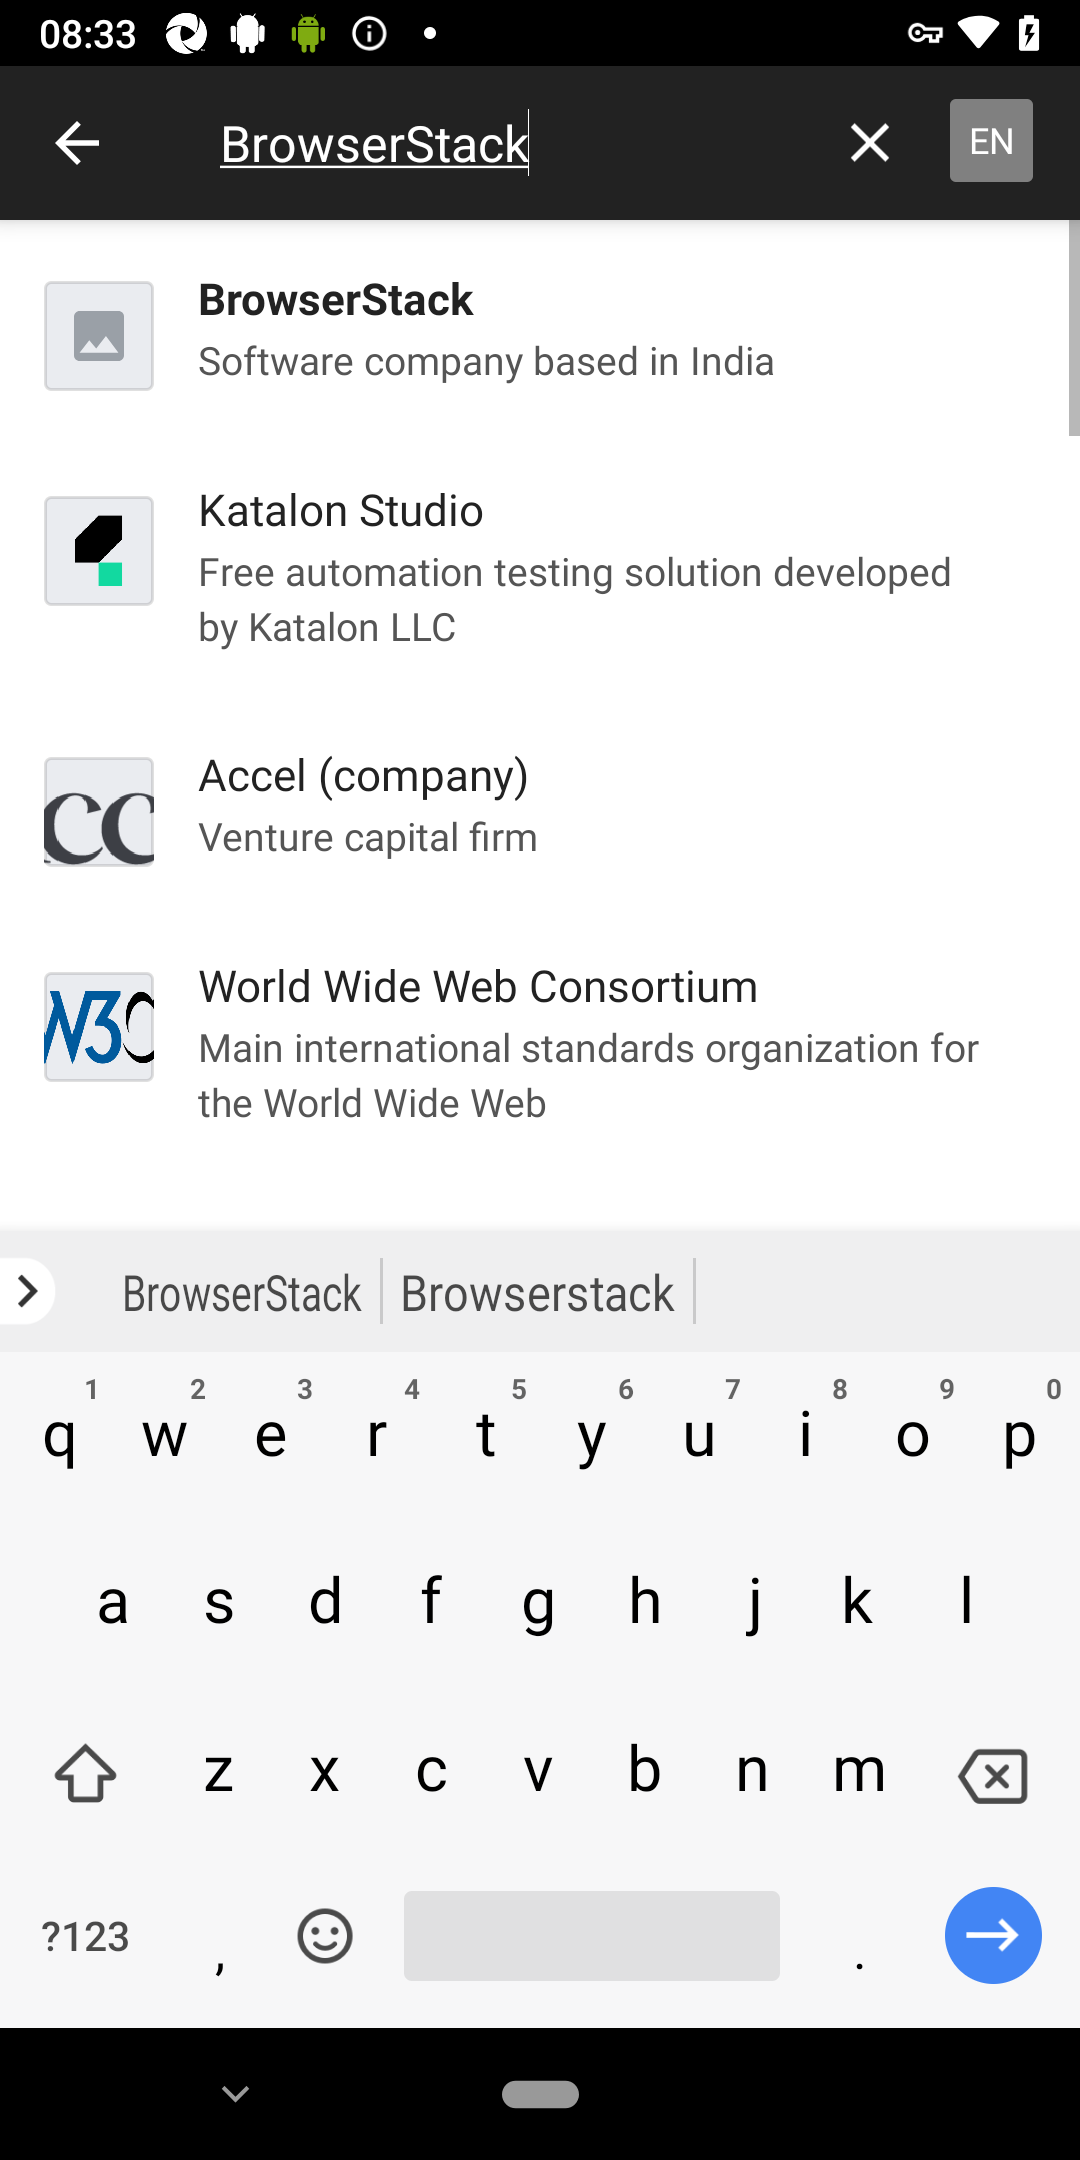 08:33
BrowserStack
EN
BrowserStack
Software company based in India
Katalon Studio
Free automation testing solution developed
by Katalon LLC
CC
Accel (company)
Venture capital firm
W3C
World Wide Web Consortium
Main international standards organization for
the World Wide Web
BrowserStack Browserstack
1 2 3 4 5 6 7 8 9 0
q w e r t y u i o p
a s d f g h j k l
z x c v b n m
?123 , .